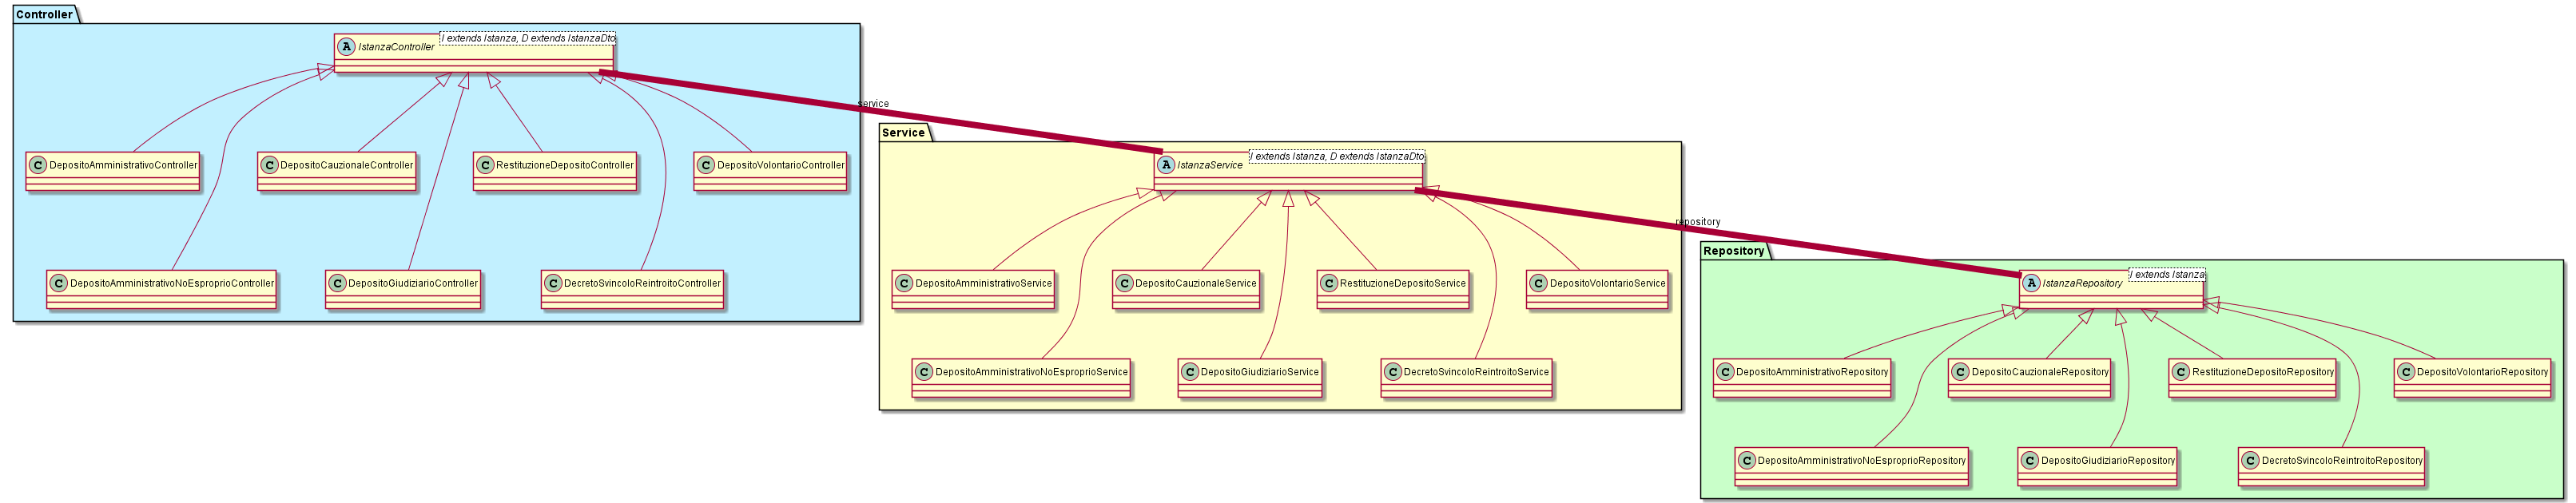 Controller
A IstanzaController
I extends Istanza, D extends IstanzaDto
C DepositoAmministrativoController
C DepositoCauzionaleController
C RestituzioneDepositoController
C DepositoVolontarioController
C DepositoAmministrativoNoEsproprioController
C DepositoGiudiziarioController
C DecretoSvincoloReintroitoController
service
Service
A IstanzaService
I extends Istanza, D extends IstanzaDto
C DepositoAmministrativoService
C DepositoCauzionaleService
C RestituzioneDepositoService
C DepositoVolontarioService
C DepositoAmministrativoNoEsproprioService
C DepositoGiudiziarioService
C DecretoSvincoloReintroitoService
repository
Repository
A IstanzaRepository
I extends Istanza
C DepositoAmministrativoRepository
C DepositoCauzionaleRepository
C RestituzioneDepositoRepository
C DepositoVolontarioRepository
C DepositoAmministrativoNoEsproprioRepository
C DepositoGiudiziarioRepository
C DecretoSvincoloReintroitoRepository